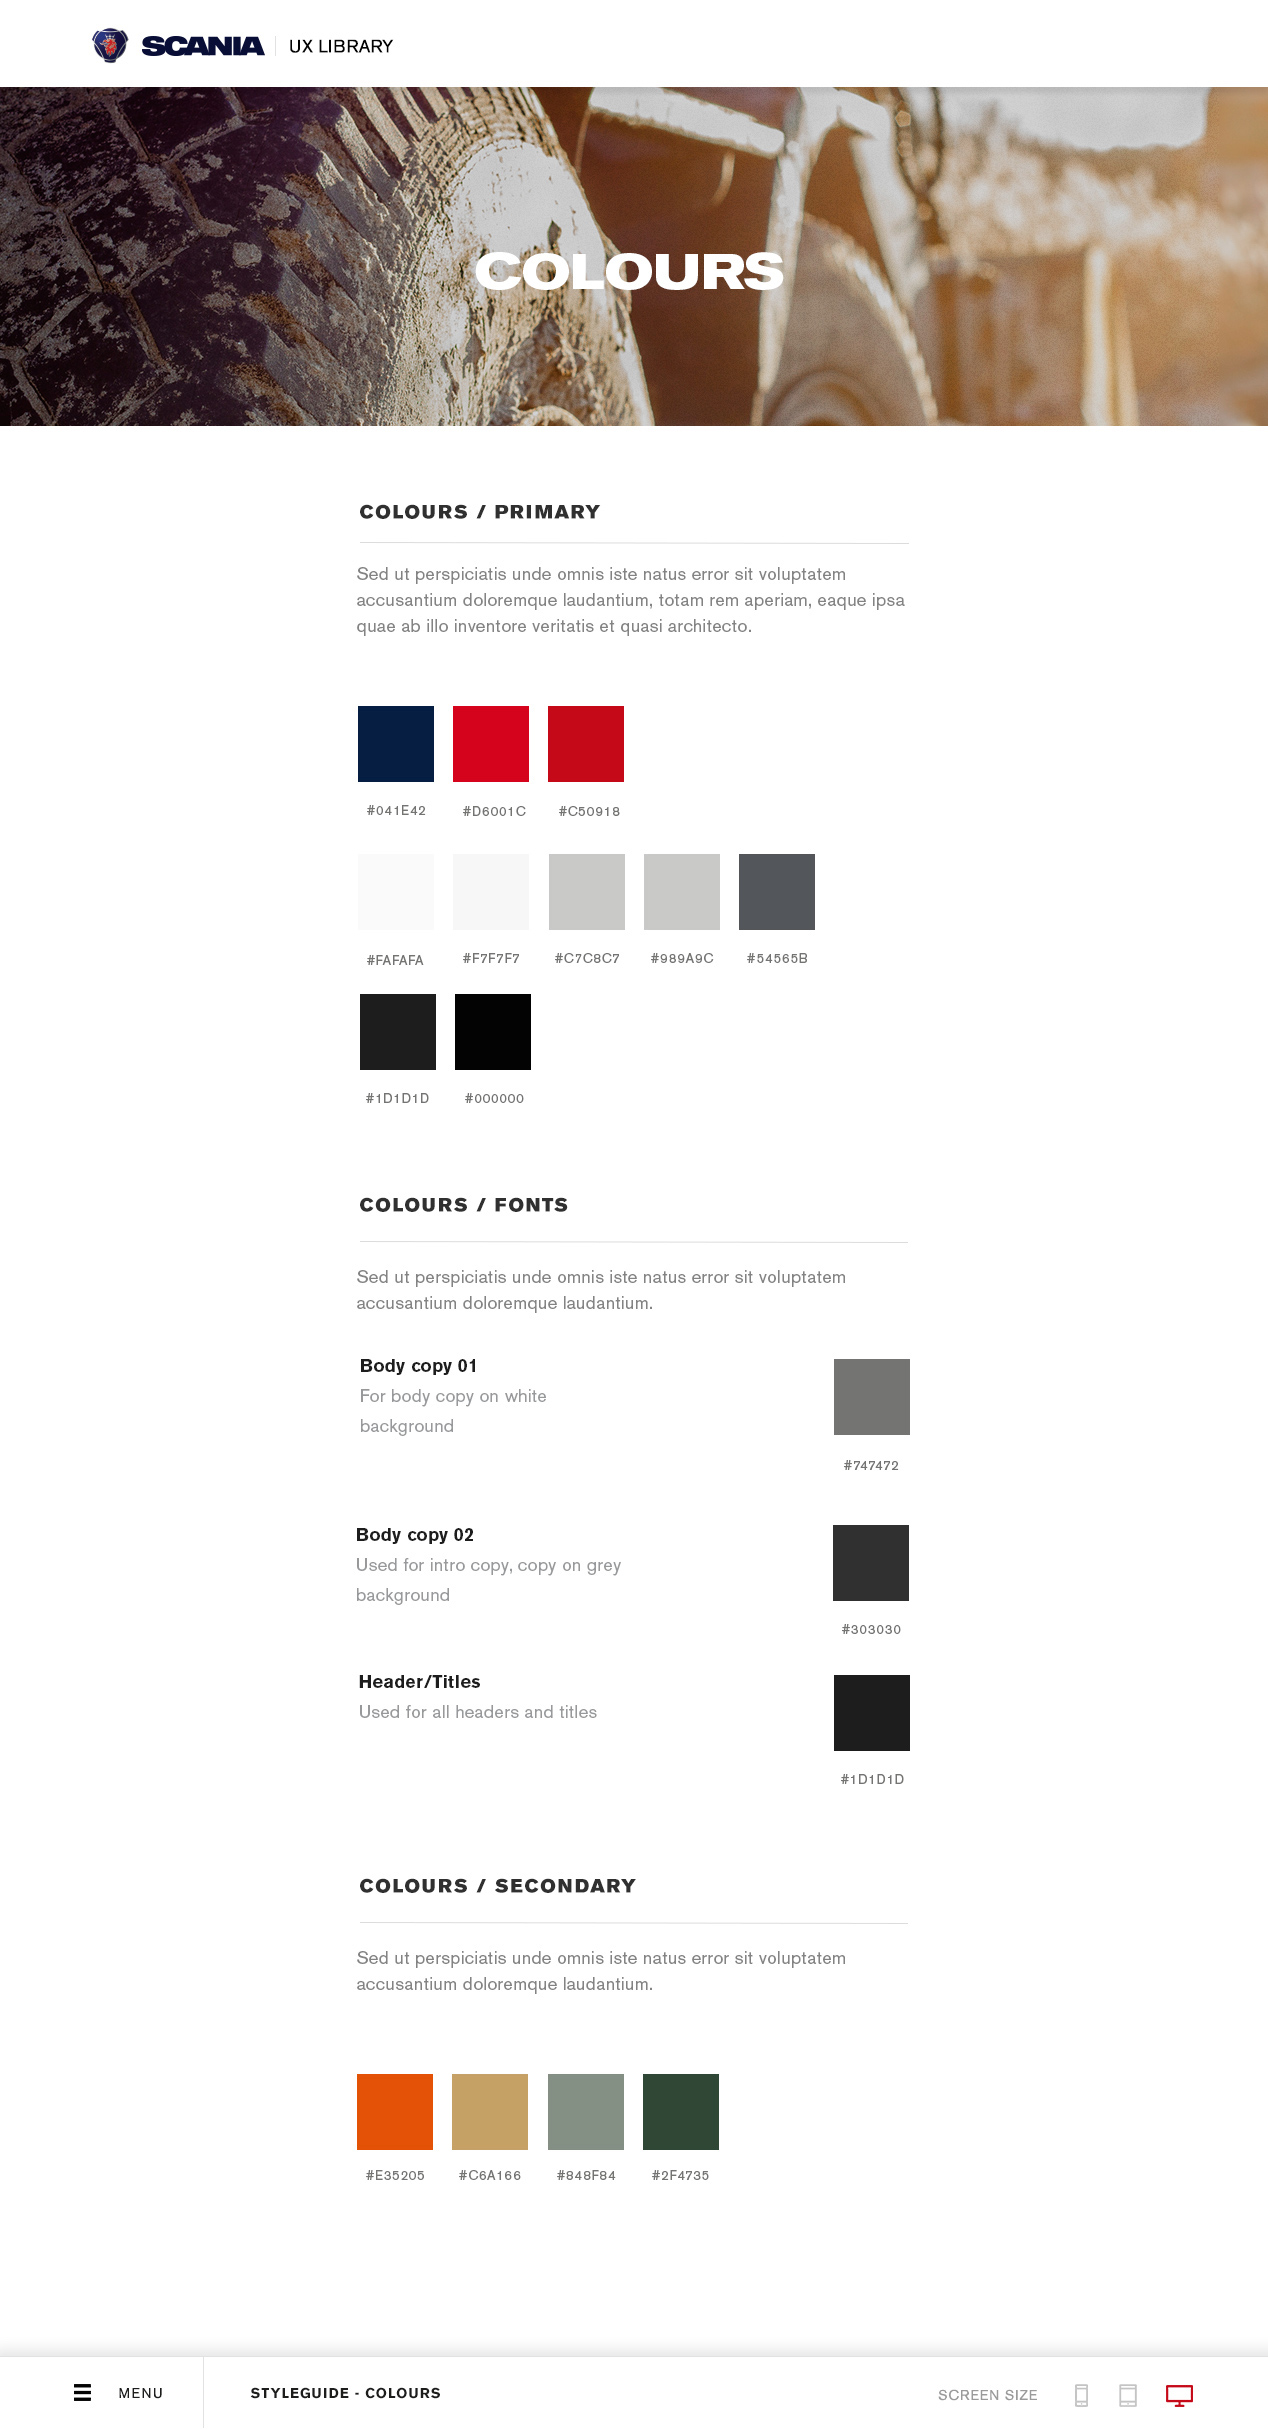 SCANIA UX LIBRARY
COLOURS
COLOURS / PRIMARY
Sed ut perspiciatis unde omnis iste natus error sit voluptatem
accusantium doloremque laudantium, totam rem aperiam, eaque ipsa
quae ab illo inventore veritatis et quasi architecto.
#041E42 #D6001C #C50918
#FAFAFA #F7F7F7 #C7C8C7 #989A9C #54565B
#1D1D1D #000000
COLOURS / FONTS
Sed ut perspiciatis unde omnis iste natus error sit voluptatem
accusantium doloremque laudantium.
Body copy 01
For body copy on white
background
#747472
Body copy 02
Used for intro copy, copy on grey
background
#303030
Header/Titles
Used for all headers and titles
#1D1D1D
COLOURS / SECONDARY
Sed ut perspiciatis unde omnis iste natus error sit voluptatem
accusantium doloremque laudantium.
#E35205 #C6A166 #848F84 #2F4735
MENU STYLEGUIDE - COLOURS SCREEN SIZE